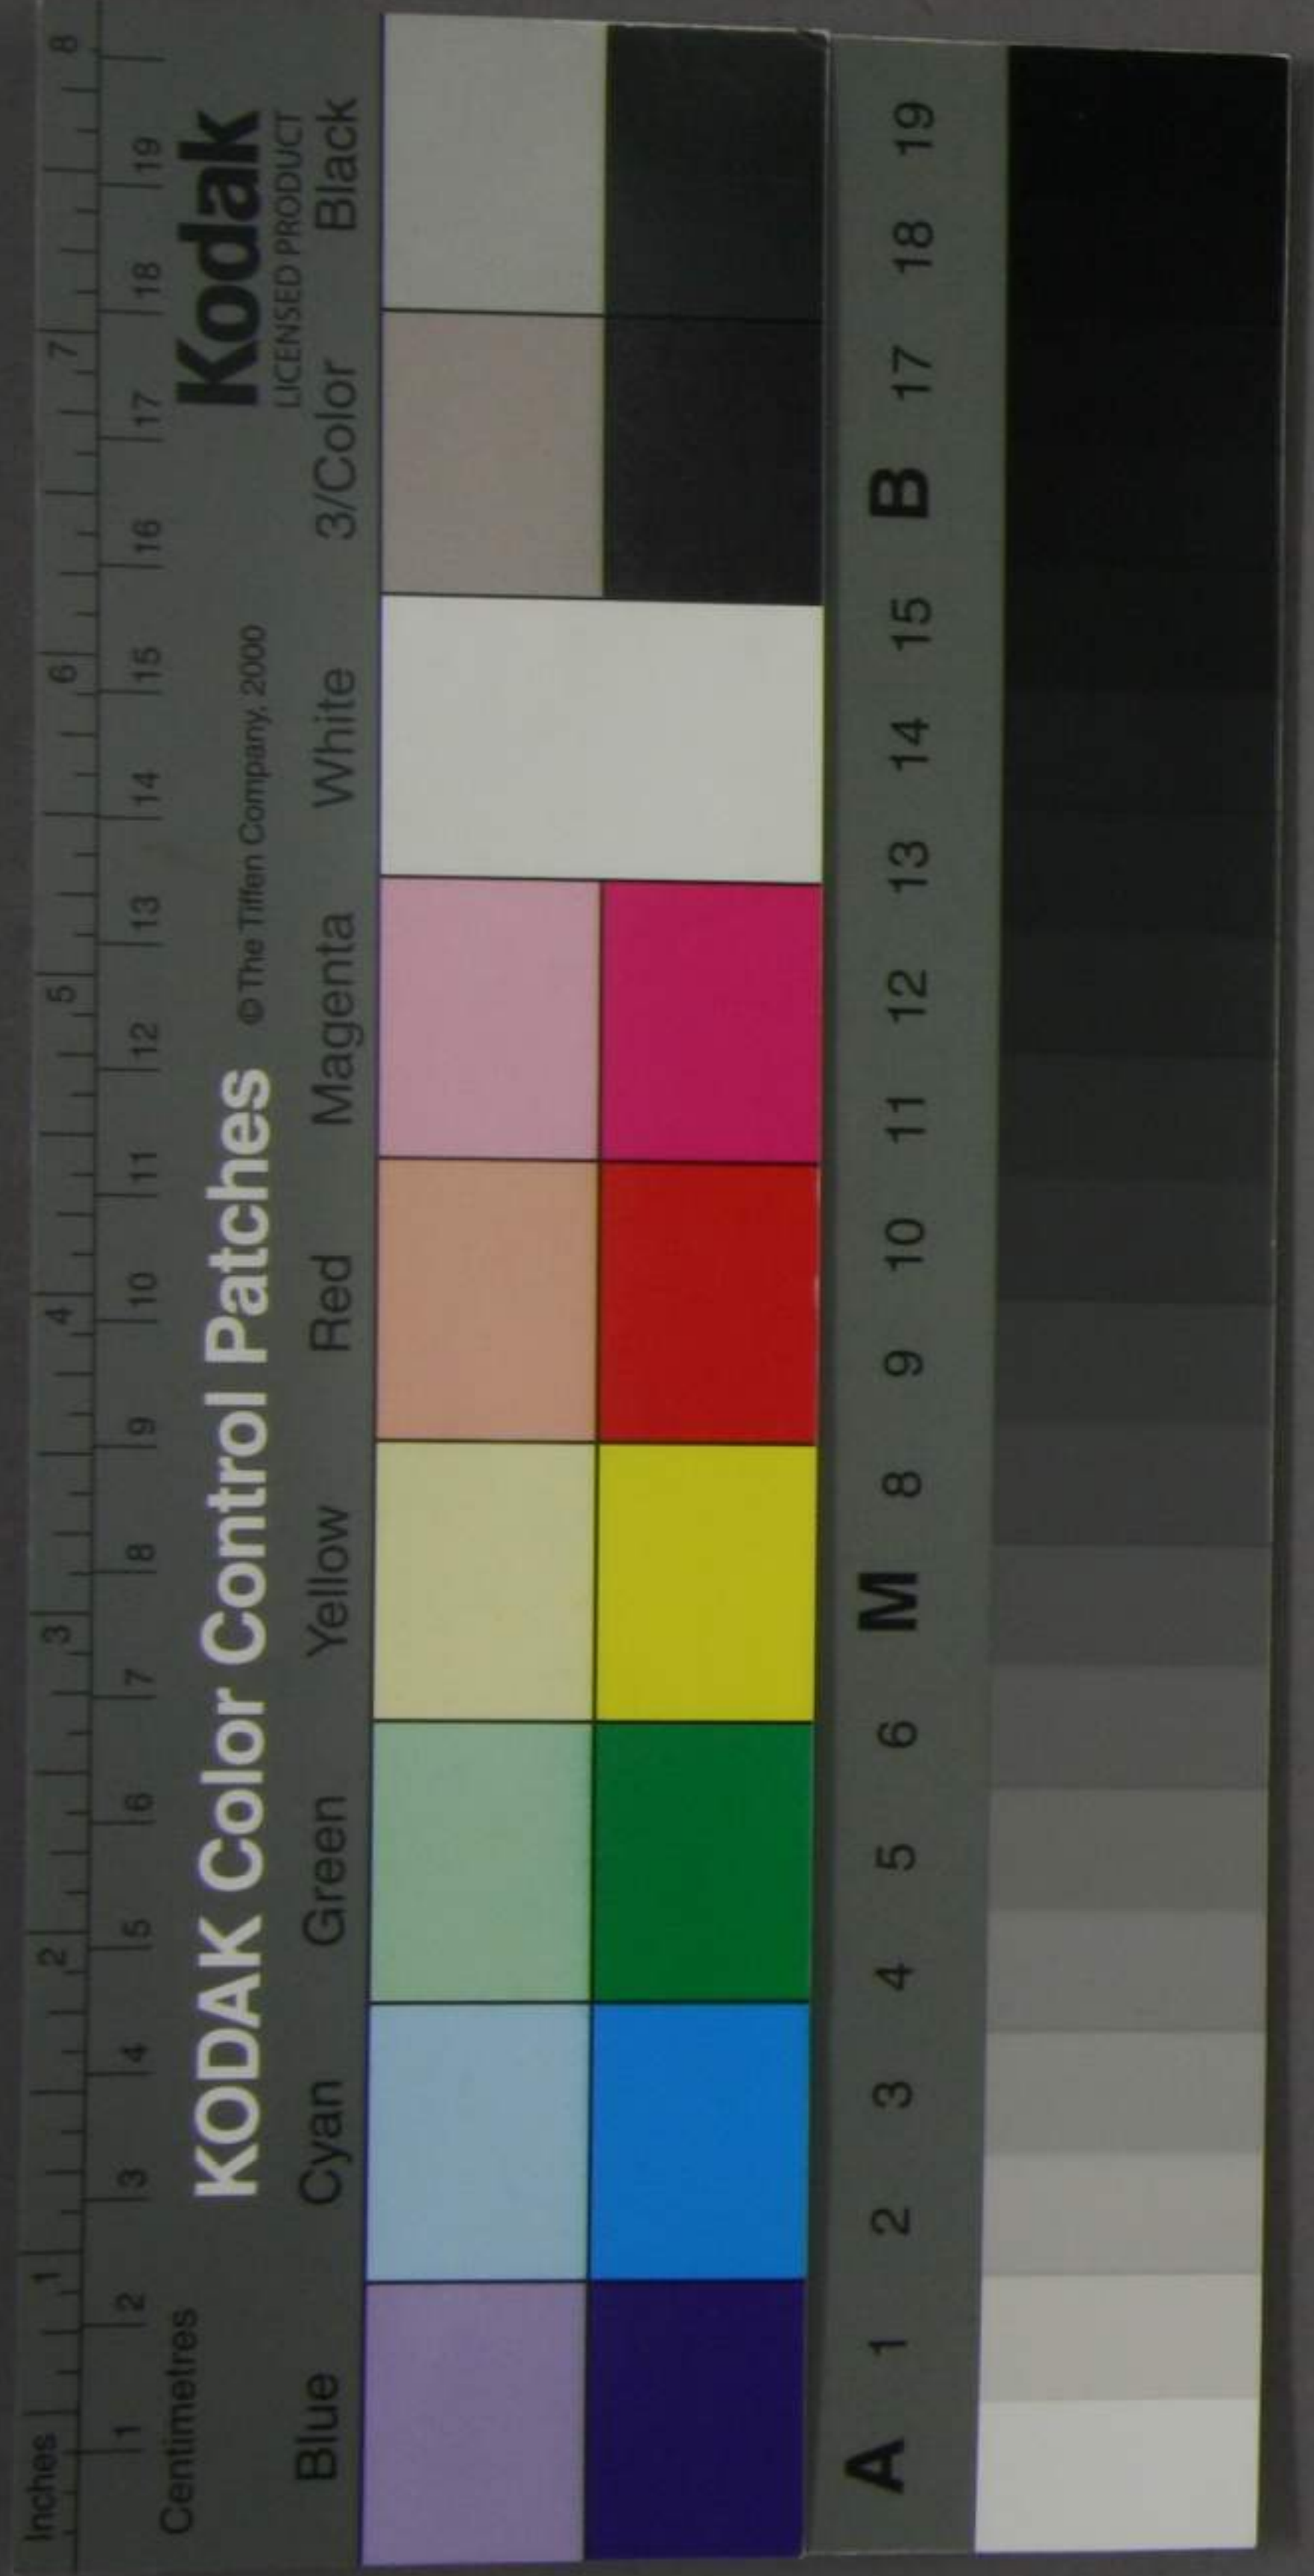 Inches 1 2 3 4 5 6 7 8
Centimetres 1 2 3 4 5 6 7 8 9 10 11 12 13 14 15 16 17 18 19
KODAK Color Control Patches © The Tiffen Company, 2000 Kodak
LICENSED PRODUCT
Blue Cyan Green Yellow Red Magenta White 3/Color Black
A 1 2 3 4 5 6 M 8 9 10 11 12 13 14 15 B 17 18 19